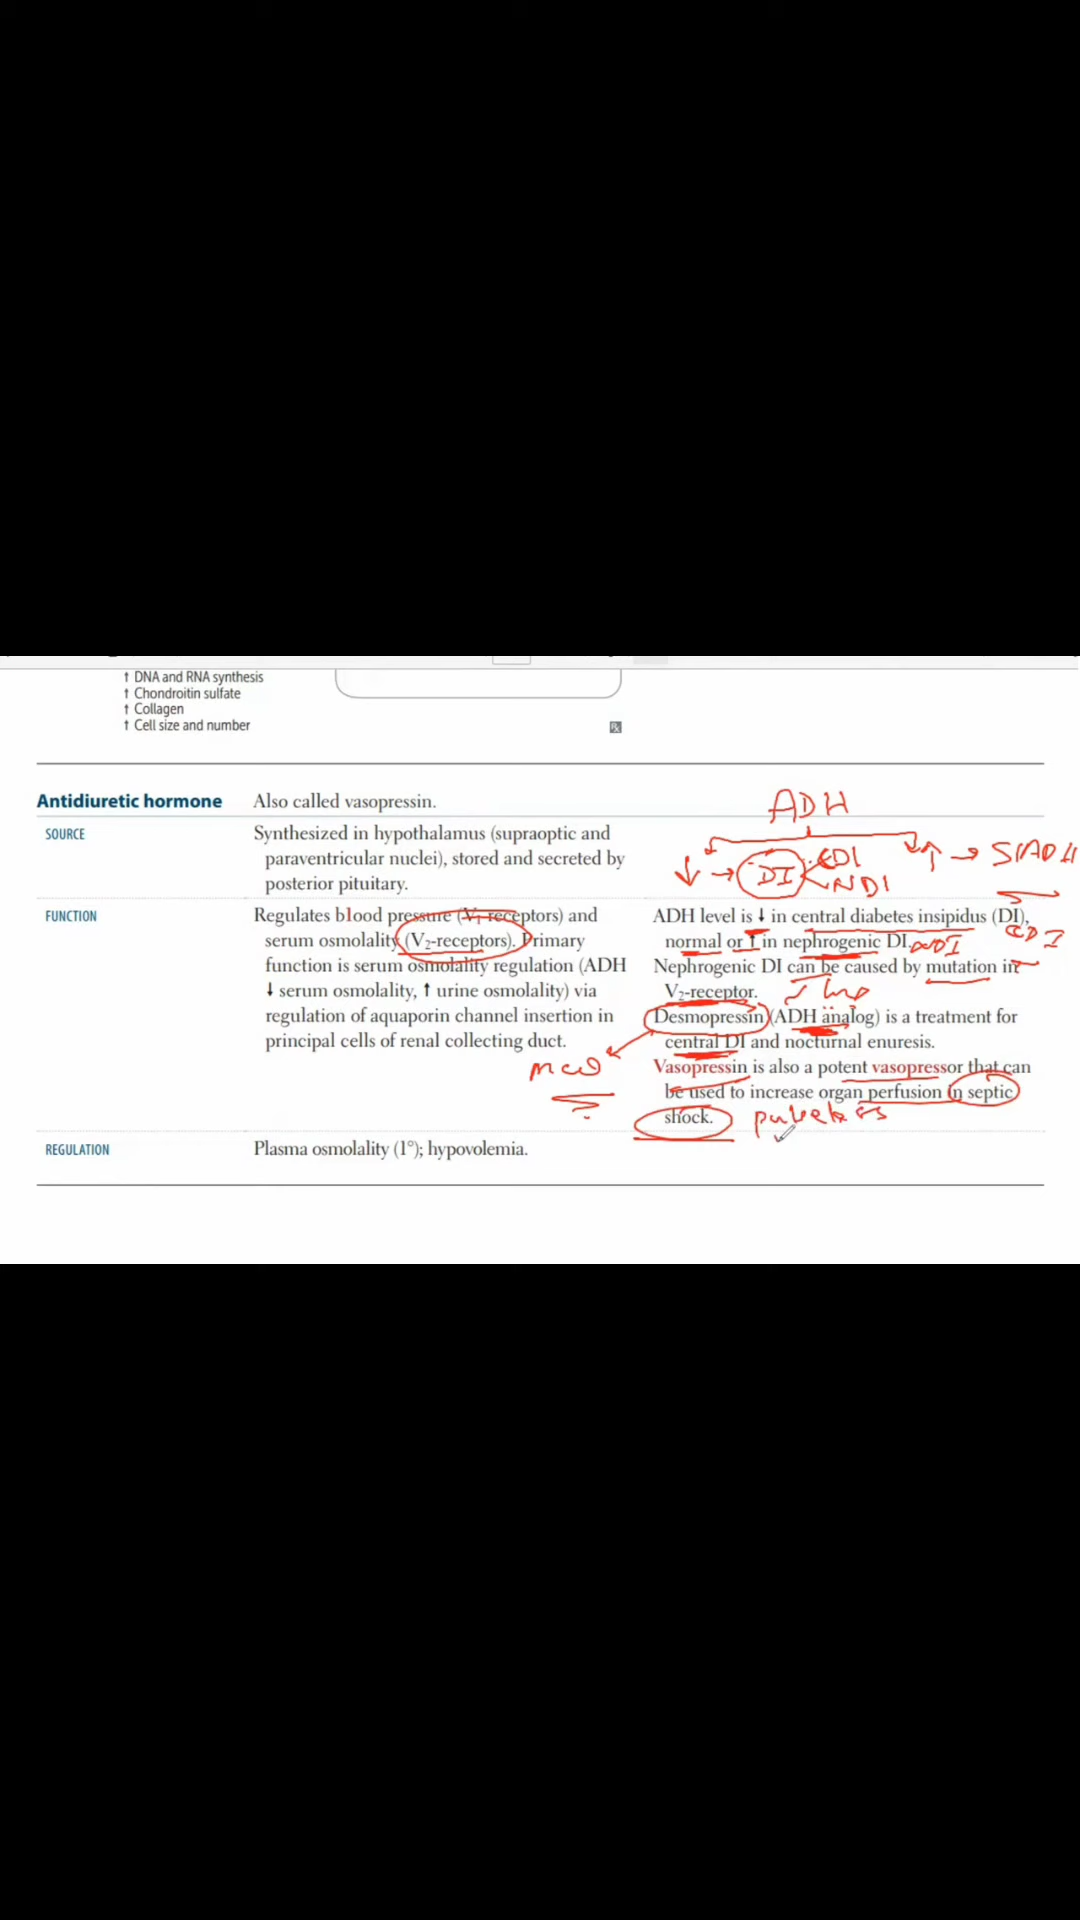 ↑ DNA and RNA synthesis
↑ Chondroitin sulfate
↑ Collagen
↑ Cell size and number
Rx
Antidiuretic hormone
Also called vasopressin.
SOURCE
Synthesized in hypothalamus (supraoptic and
paraventricular nuclei), stored and secreted by
posterior pituitary.
ADH
↓ → DI
CDI
NDI
↑ → SIADH
FUNCTION
Regulates blood pressure (V1-receptors) and
serum osmolality (V2-receptors). Primary
function is serum osmolality regulation (ADH
↓ serum osmolality, ↑ urine osmolality) via
regulation of aquaporin channel insertion in
principal cells of renal collecting duct.
ADH level is ↓ in central diabetes insipidus (DI),
CDI
normal or ↑ in nephrogenic DI.
NDI
Nephrogenic DI can be caused by mutation in
V2-receptor.
Desmopressin (ADH analog) is a treatment for
central DI and nocturnal enuresis.
MCQ
?
Vasopressin is also a potent vasopressor that can
be used to increase organ perfusion in septic
shock.
pulseless
REGULATION
Plasma osmolality (1°); hypovolemia.